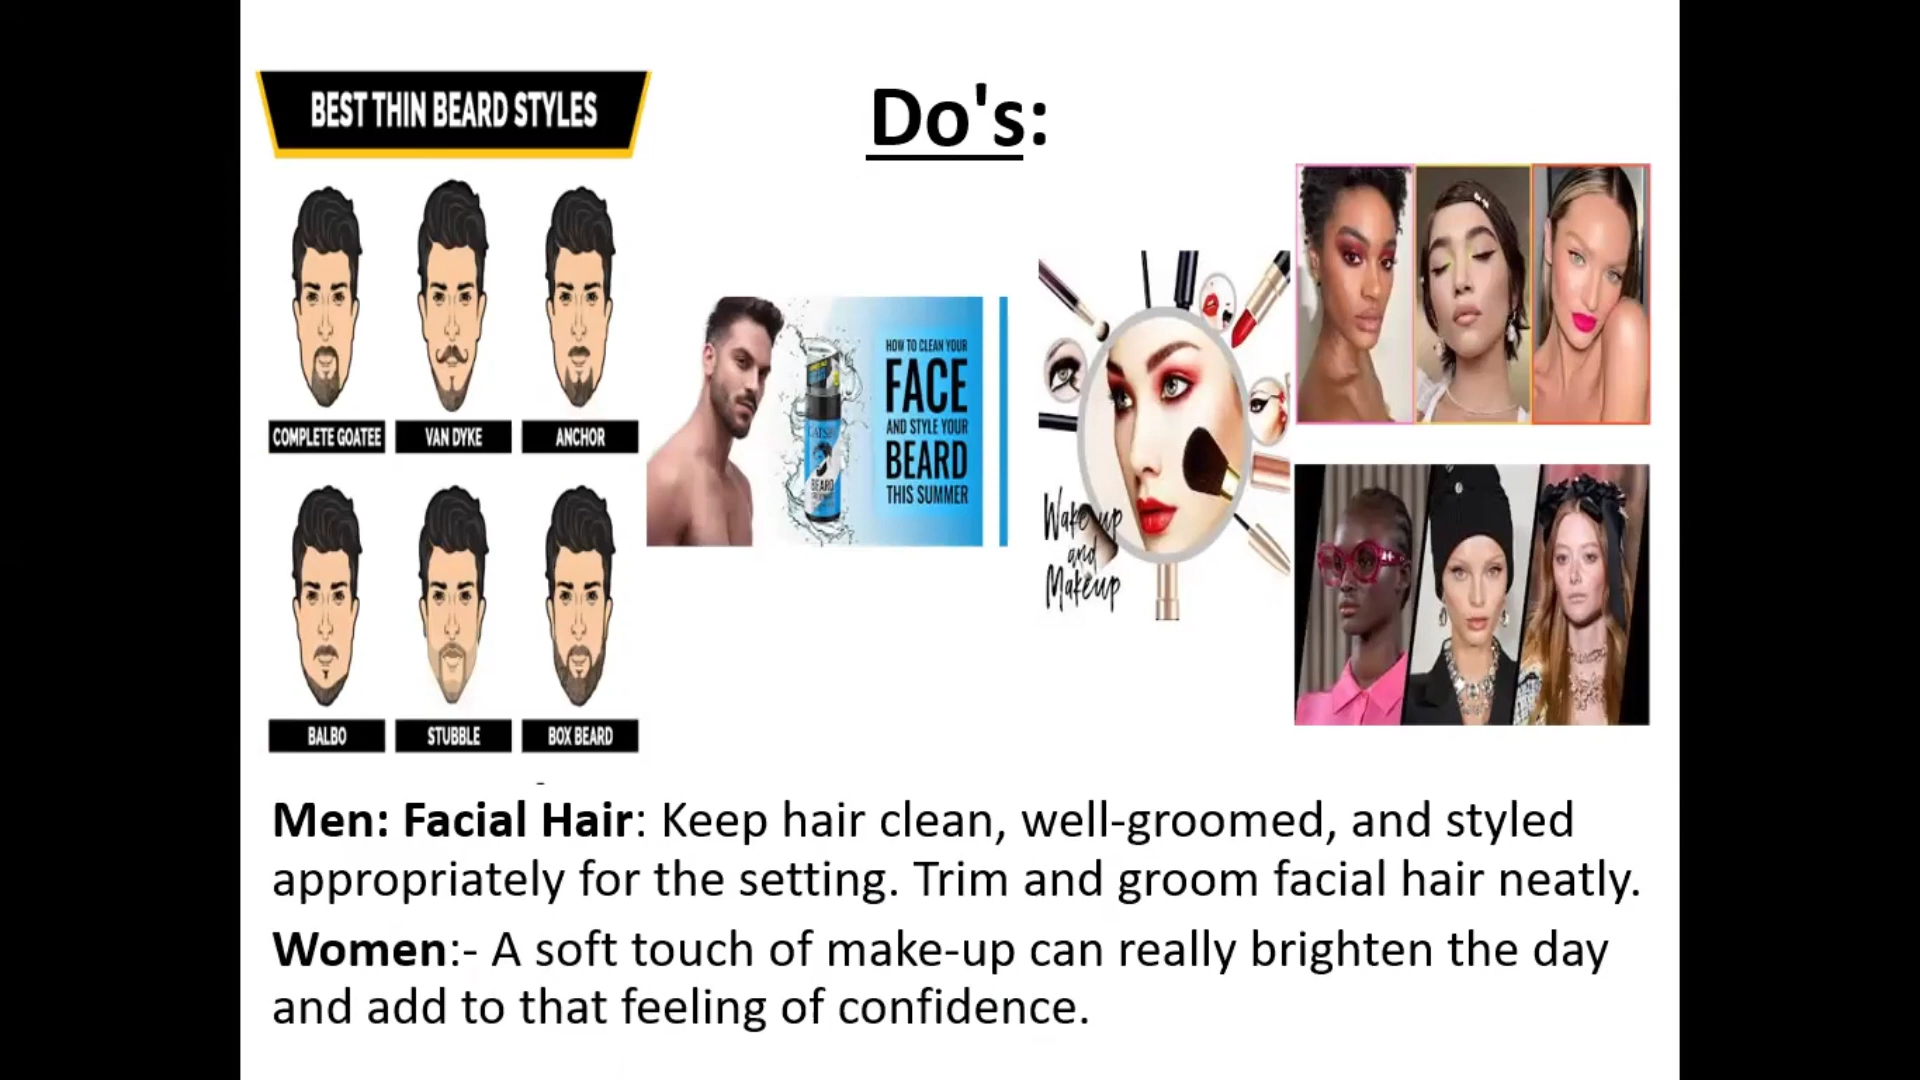 BEST THIN BEARD STYLES
Do's:
COMPLETE GOATEE
VAN DYKE
ANCHOR
BALBO
STUBBLE
BOX BEARD
BEARD
HOW TO CLEAN YOUR
FACE
AND STYLE YOUR
BEARD
THIS SUMMER
Wake up
and
Makeup
Men: Facial Hair: Keep hair clean, well-groomed, and styled
appropriately for the setting. Trim and groom facial hair neatly.
Women:- A soft touch of make-up can really brighten the day
and add to that feeling of confidence.